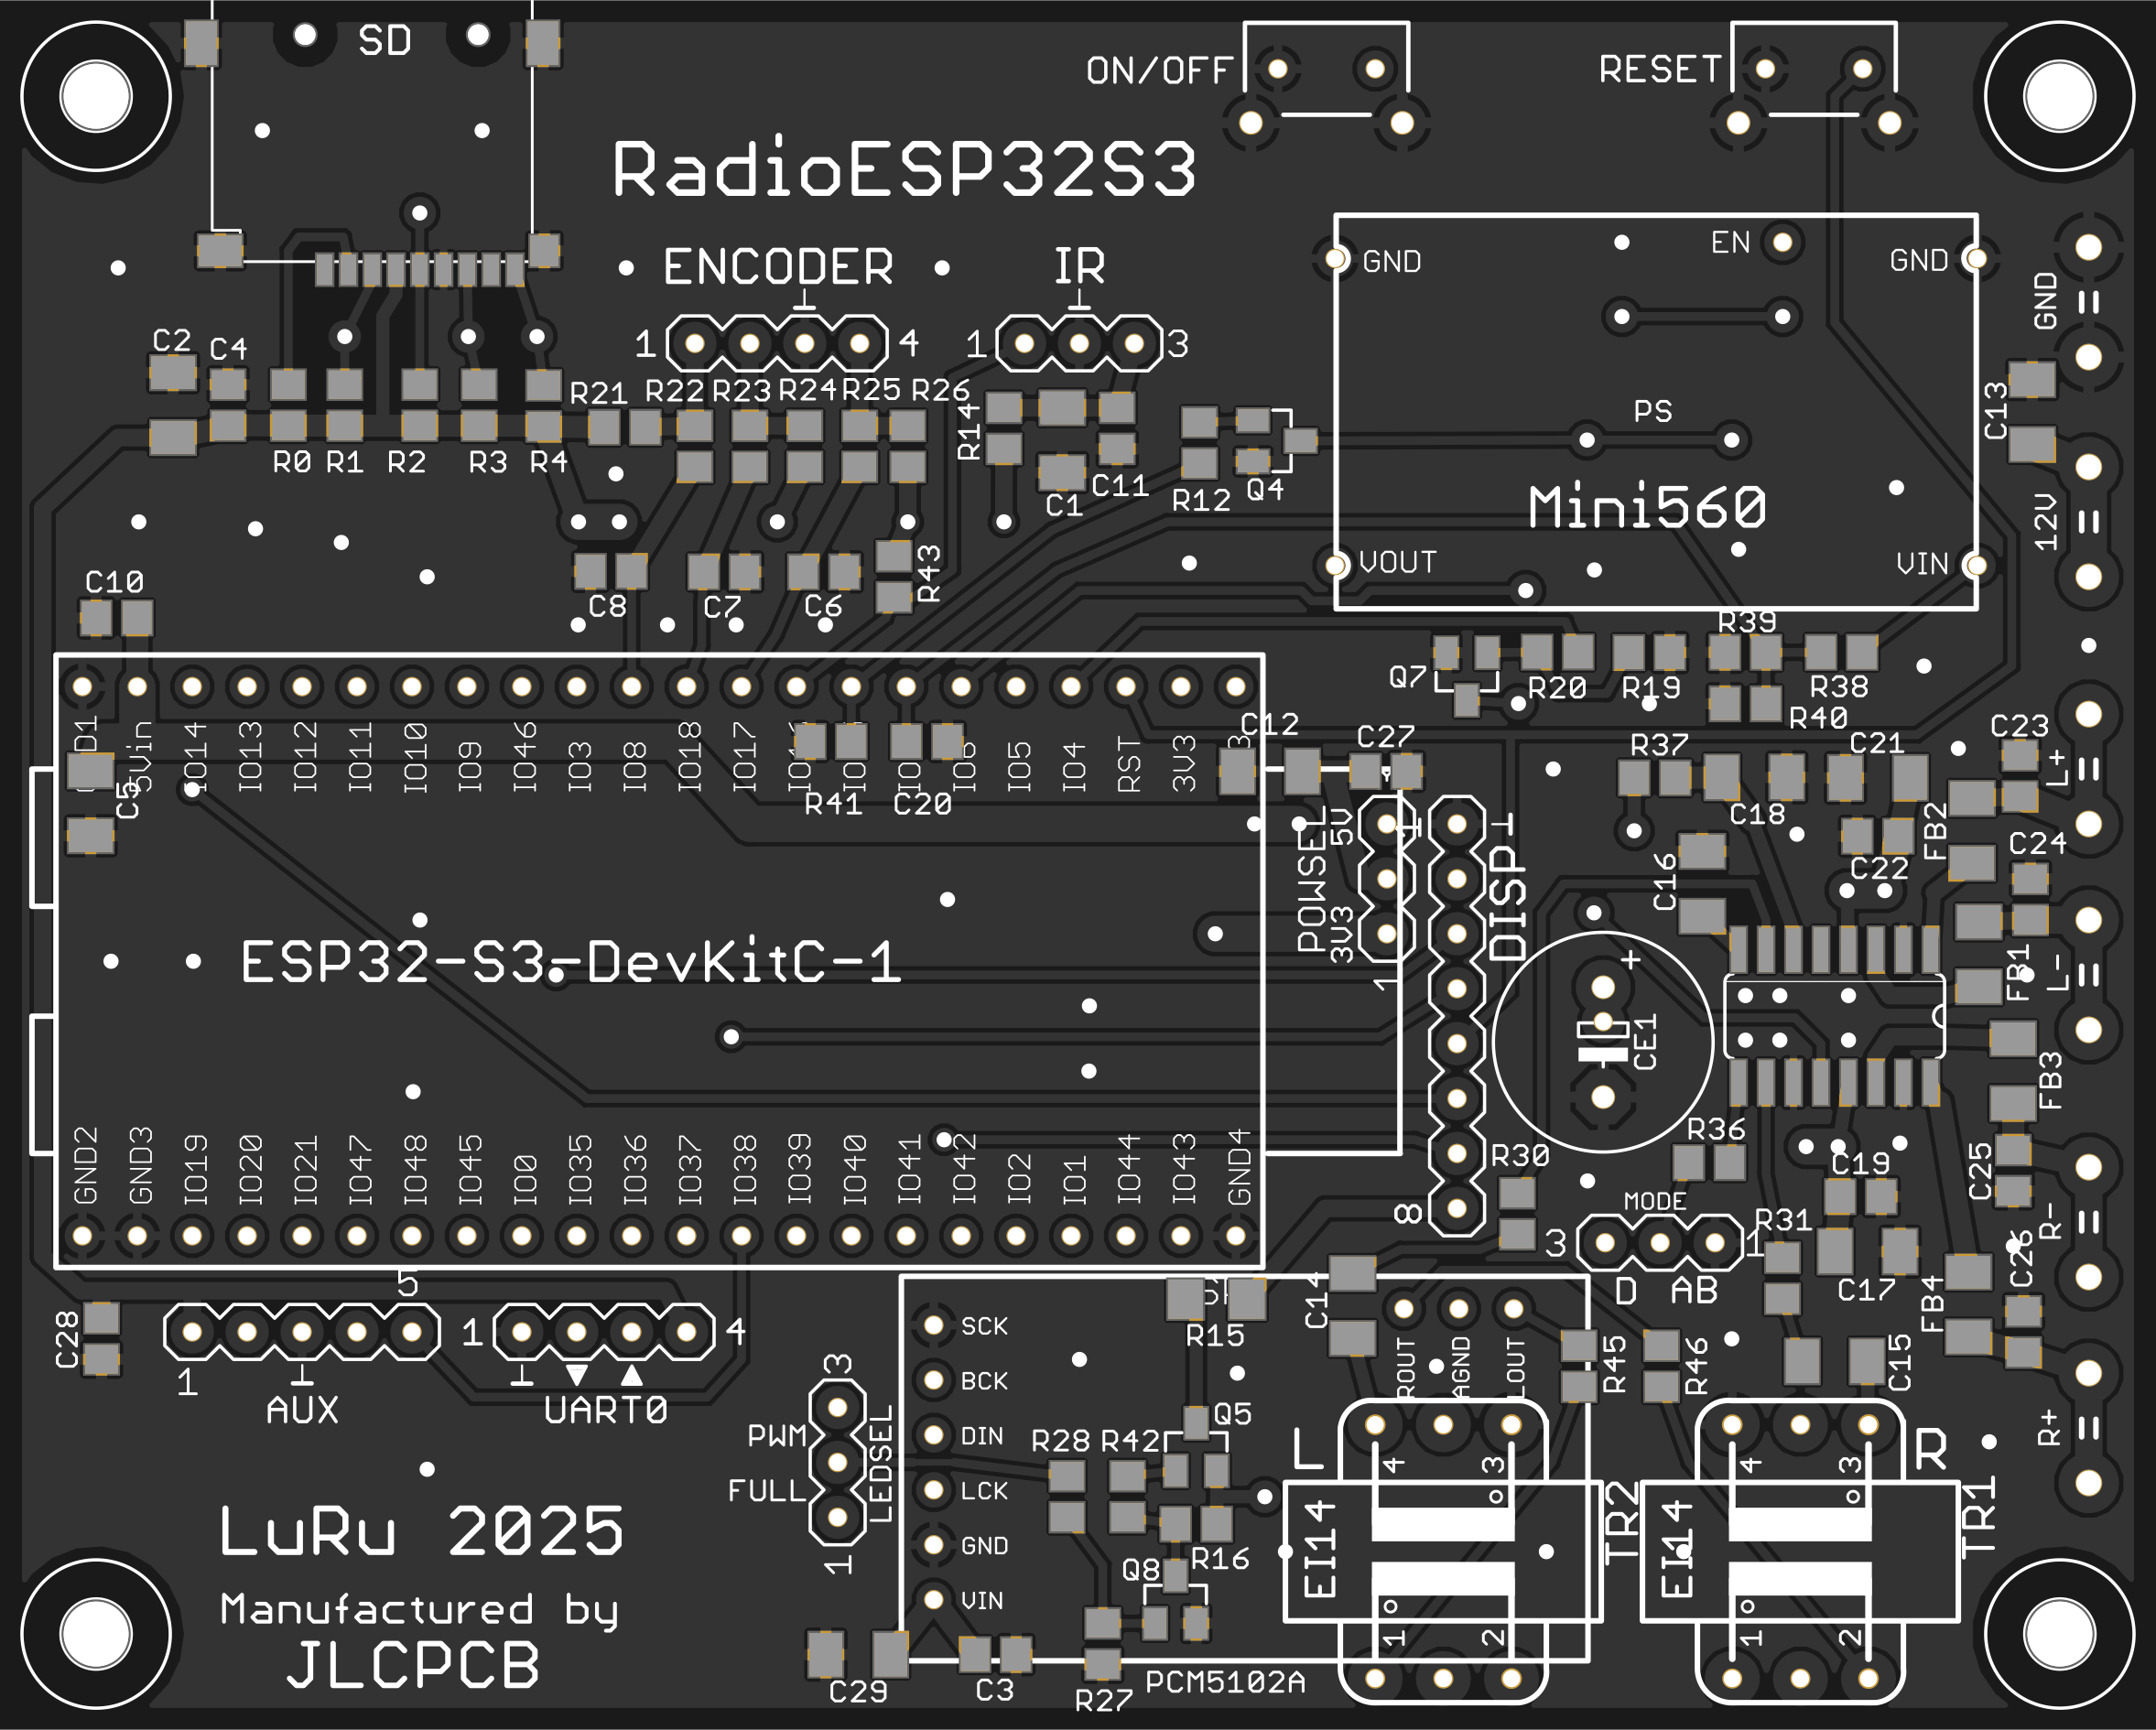 SD
ON/OFF
RESET
RadioESP32S3
ENCODER
IR
EN
GND
GND
GND
1
4
1
3
C2
C4
R21
R22
R23
R24
R25
R26
R14
PS
C13
R0
R1
R2
R3
R4
C1
C11
R12
Q4
Mini560
12V
VOUT
VIN
C10
C8
C7
C6
R43
R39
Q7
R20
R19
R38
R40
5vin
IO14
IO13
IO12
IO11
IO10
IO9
IO46
IO3
IO8
IO18
IO17
IO6
IO5
IO4
RST
3V3
C12
C27
R37
C21
C23
L+
C5
R41
C20
C18
POWSEL
5V
3V3
1
1
DISP
FB2
C22
C24
C16
ESP32-S3-DevKitC-1
+
CE1
FB1
L-
FB3
GND2
GND3
IO19
IO20
IO21
IO47
IO48
IO45
IO0
IO35
IO36
IO37
IO38
IO39
IO40
IO41
IO42
IO2
IO1
IO44
IO43
GND4
8
R30
R36
C19
C25
MODE
3
1
D
AB
R31
C17
R-
C26
FB4
5
C28
1
AUX
1
4
UART0
SCK
BCK
DIN
LCK
GND
VIN
R15
C14
ROUT
AGND
LOUT
R45
R46
C15
3
PWM
FULL
LEDSEL
1
R28
R42
Q5
R16
Q8
L
4
3
EI14
1
2
TR2
R
4
3
EI14
1
2
TR1
R+
LuRu 2025
Manufactured by
JLCPCB
C29
C3
R27
PCM5102A